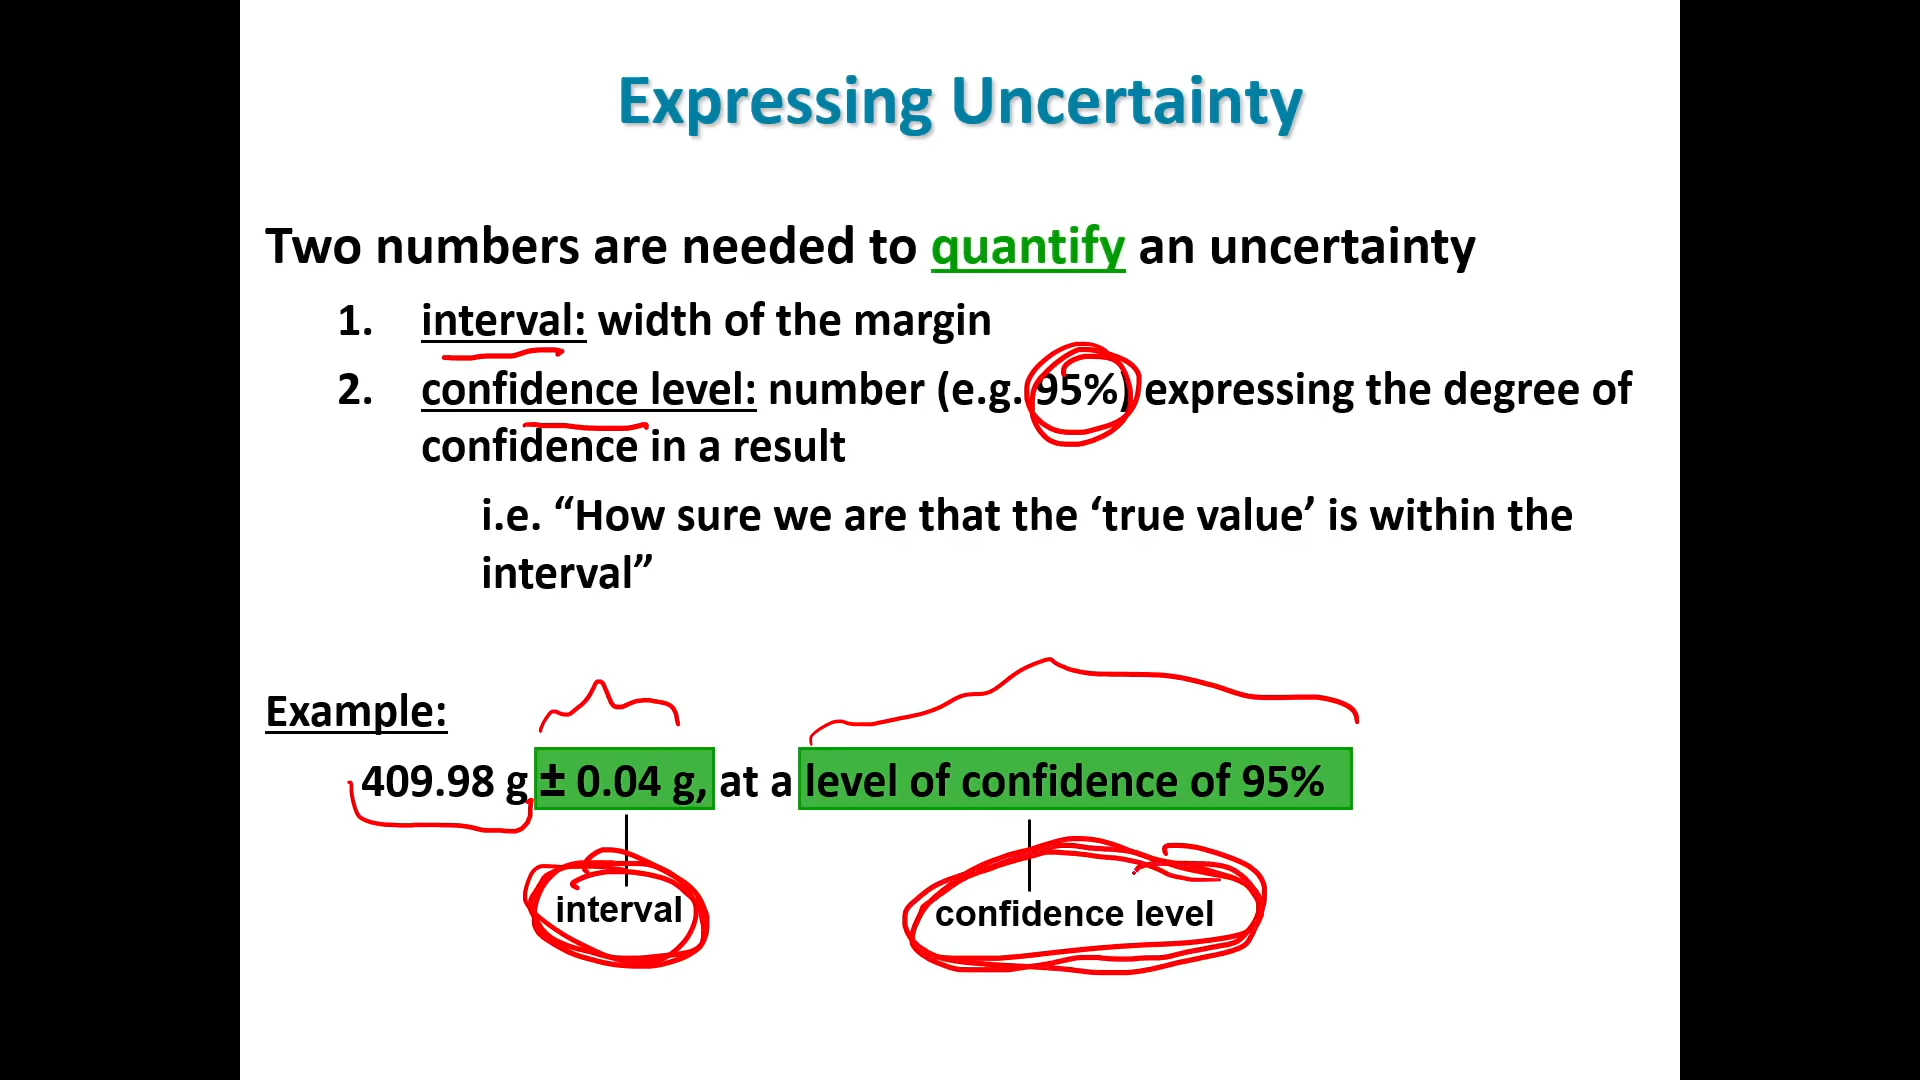 Expressing Uncertainty
Two numbers are needed to quantify an uncertainty
1. interval: width of the margin
2. confidence level: number (e.g. 95%) expressing the degree of
confidence in a result
i.e. “How sure we are that the ‘true value’ is within the
interval”
Example:
409.98 g ± 0.04 g, at a level of confidence of 95%
interval
confidence level